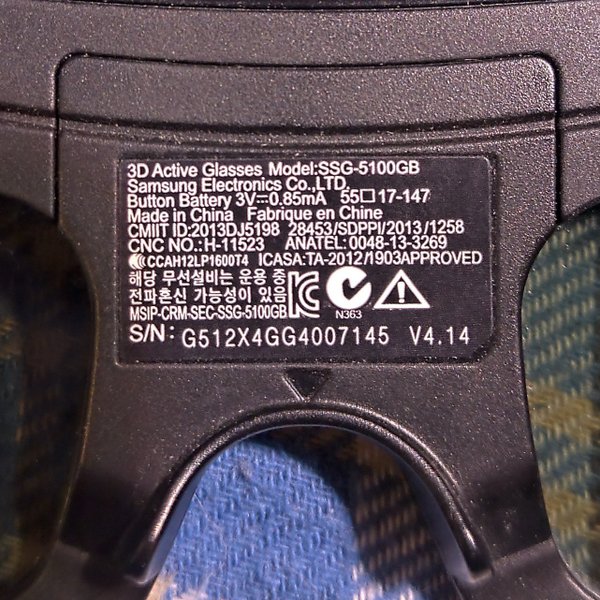 3D Active Glasses Model:SSG-5100GB
Samsung Electronics Co.,LTD.
Button Battery 3V⎓0.85mA 55□17-147
Made in China Fabrique en Chine
CMIIT ID:2013DJ5198 28453/SDPPI/2013/1258
CNC NO.:H-11523 ANATEL:0048-13-3269
CCAH12LP1600T4 ICASA:TA-2012/1903APPROVED
해당 무선설비는 운용 중
전파혼신 가능성이 있음
N363
MSIP-CRM-SEC-SSG-5100GB
S/N: G512X4GG4007145 V4.14